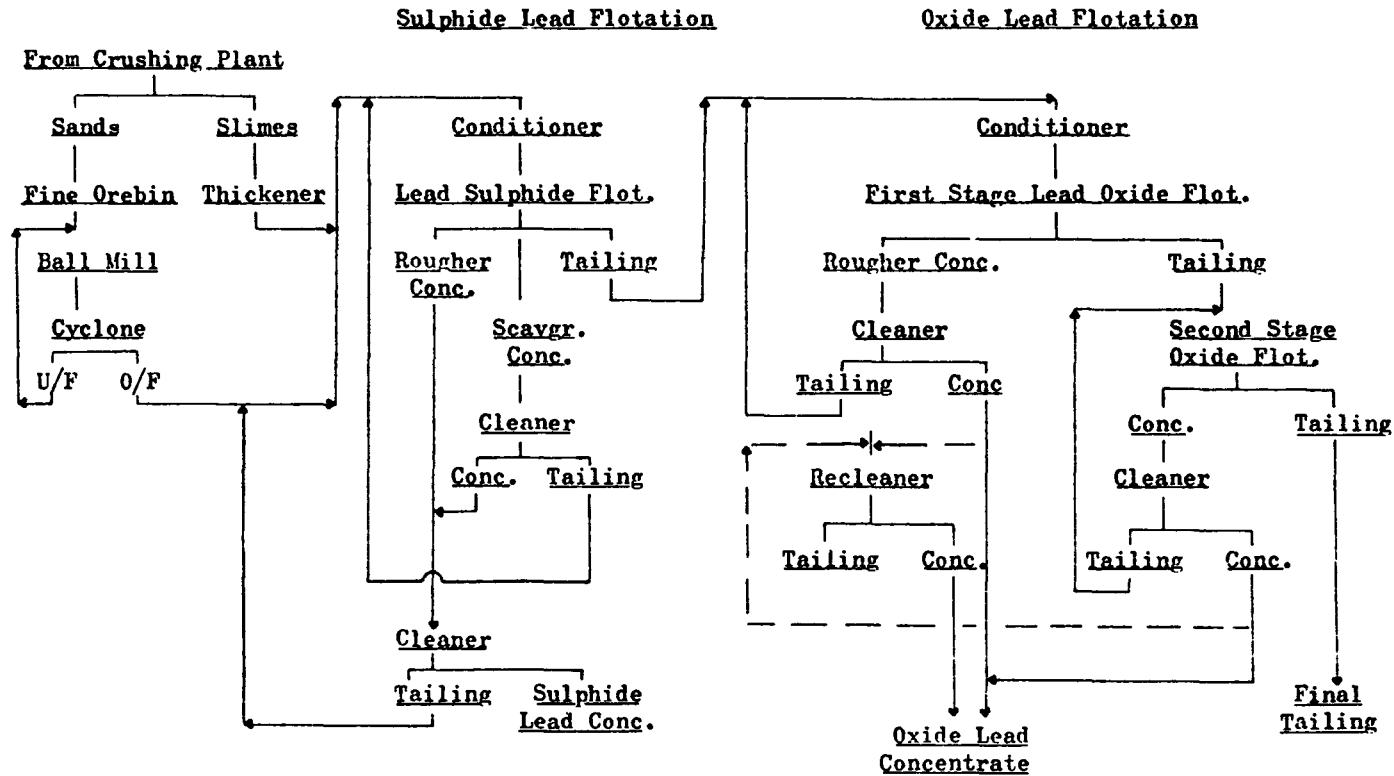 Sulphide Lead Flotation
Oxide Lead Flotation
From Crushing Plant
Sands
Slimes
Fine Orebin
Thickener
Ball Mill
Cyclone
U/F
O/F
Conditioner
Lead Sulphide Flot.
Rougher
Conc.
Tailing
Scavgr.
Conc.
Cleaner
Conc.
Tailing
Cleaner
Tailing
Sulphide
Lead Conc.
Conditioner
First Stage Lead Oxide Flot.
Rougher Conc.
Tailing
Cleaner
Tailing
Conc
Recleaner
Tailing
Conc.
Second Stage
Oxide Flot.
Conc.
Tailing
Cleaner
Tailing
Conc.
Oxide Lead
Concentrate
Final
Tailing